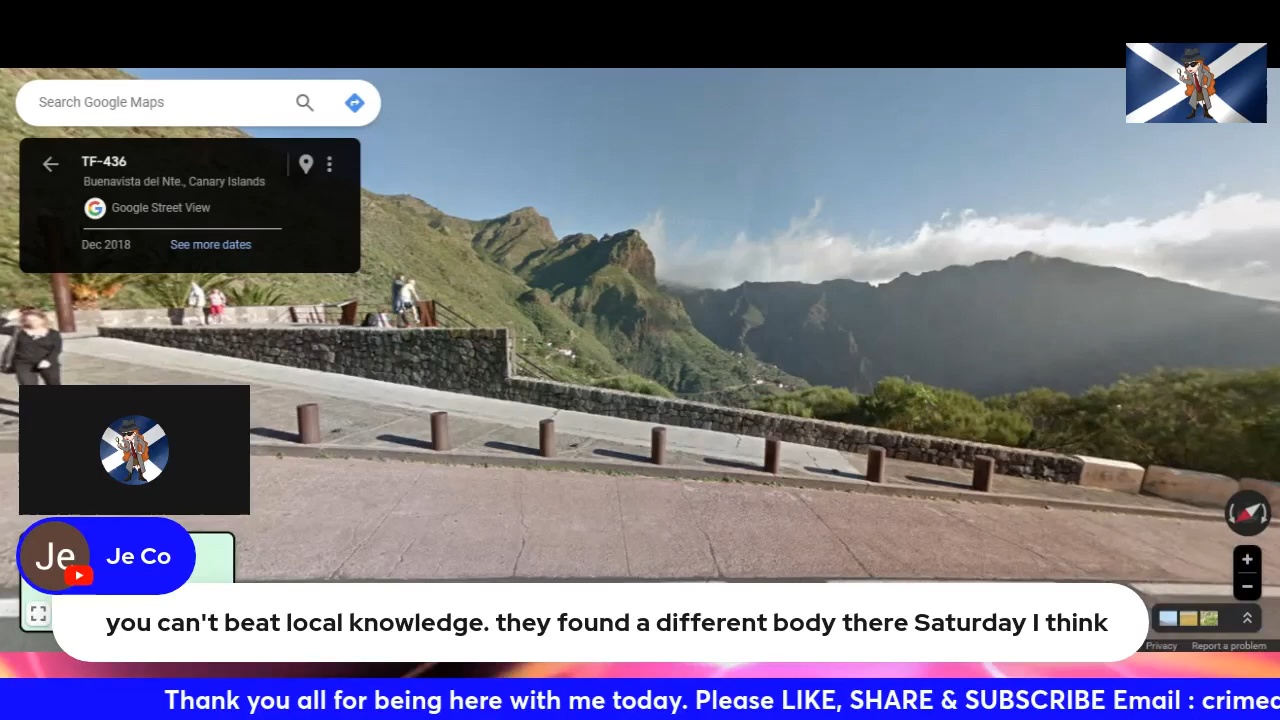 Search Google Maps
TF-436
Buenavista del Nte., Canary Islands
Google Street View
Dec 2018
See more dates
Je
Je Co
you can't beat local knowledge. they found a different body there Saturday I think
Privacy
Report a problem
Thank you all for being here with me today. Please LIKE, SHARE & SUBSCRIBE Email : crimec